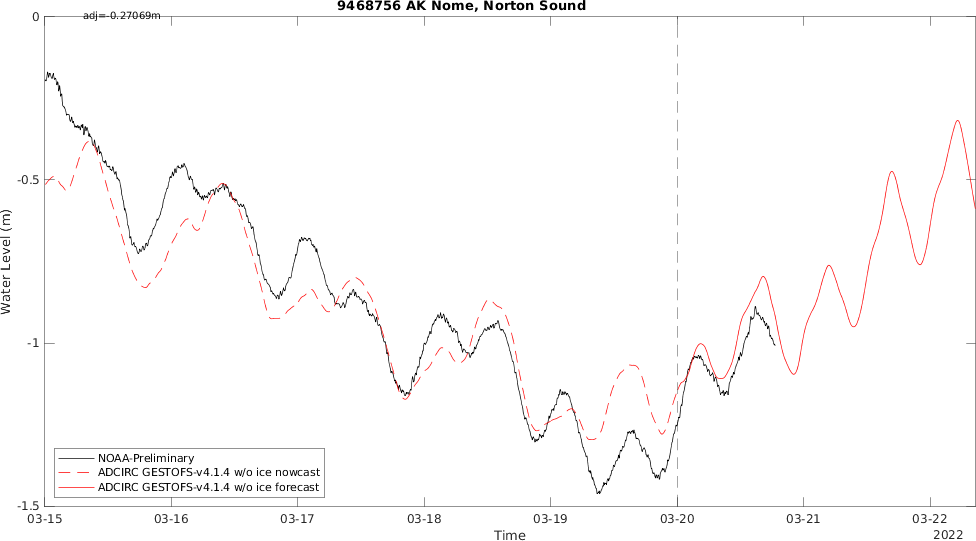 9468756 AK Nome, Norton Sound
adj=-0.27069m
0
-0.5
-1
-1.5
Water Level (m)
NOAA-Preliminary
ADCIRC GESTOFS-v4.1.4 w/o ice nowcast
ADCIRC GESTOFS-v4.1.4 w/o ice forecast
03-15 03-16 03-17 03-18 03-19 03-20 03-21 03-22
Time
2022